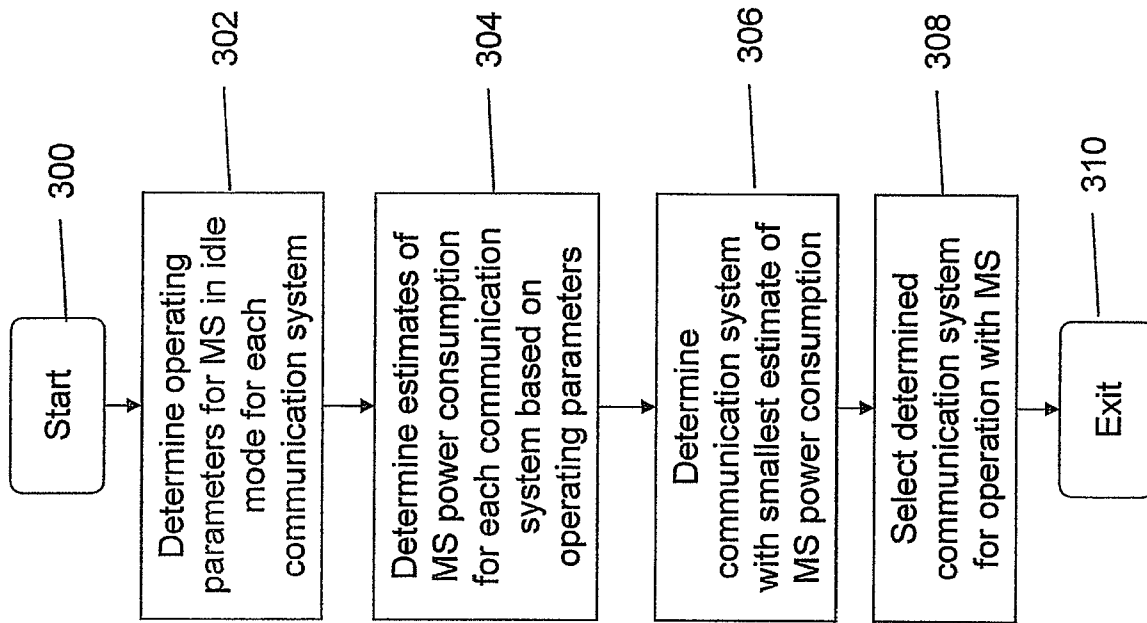 Start
300
Determine operating
parameters for MS in idle
mode for each
communication system
302
Determine estimates of
MS power consumption
for each communication
system based on
operating parameters
304
Determine
communication system
with smallest estimate of
MS power consumption
306
Select determined
communication system
for operation with MS
308
Exit
310